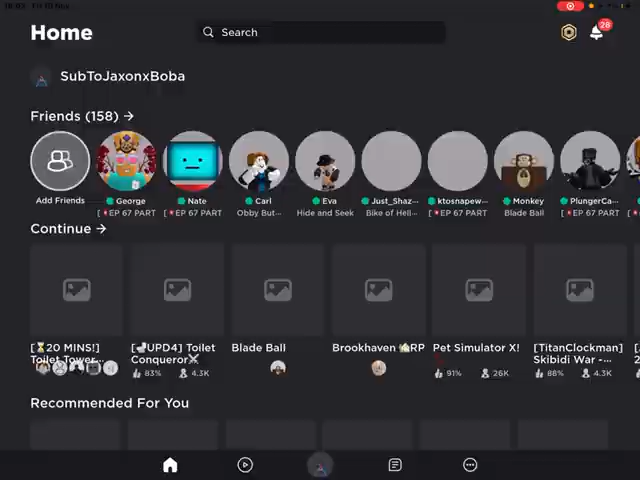 Home
Search
28
SubToJaxonxBoba
Friends (158) →
Add Friends
George
Nate
Carl
Eva
Just_Shaz...
ktosnapew...
Monkey
PlungerCa...
[💥EP 67 PART
[💥EP 67 PART
Obby But...
Hide and Seek
Bike of Hell...
[💥EP 67 PART
Blade Ball
[💥EP 67 PART
Continue →
[⏳20 MINS!] Toilet Tower...
[🚽UPD4] Toilet Conqueror⚔
83% 4.3K
Blade Ball
Brookhaven 🏡RP
Pet Simulator X!
91% 26K
[TitanClockman] Skibidi War -...
88% 4.3K
Recommended For You